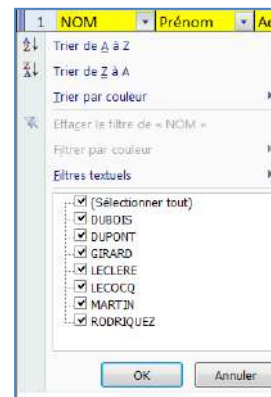 1 NOM Prénom Ad
Trier de A à Z
Trier de Z à A
Trier par couleur
Effacer le filtre de « NOM »
Filtrer par couleur
Filtres textuels
(Sélectionner tout)
DUBOIS
DUPONT
GIRARD
LECLERE
LECOCQ
MARTIN
RODRIQUEZ
OK Annuler